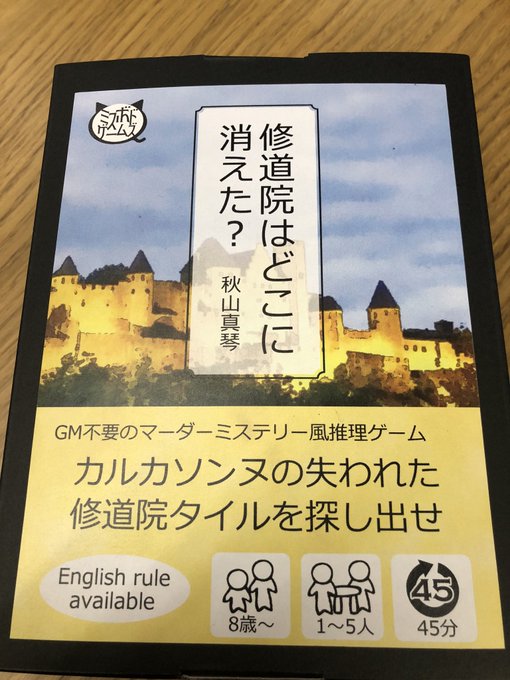 ミスボド
ゲームズ
修道院はどこに
消えた？
秋山真琴
GM不要のマーダーミステリー風推理ゲーム
カルカソンヌの失われた
修道院タイルを探し出せ
English rule
available
8歳〜
1〜5人
45
45分